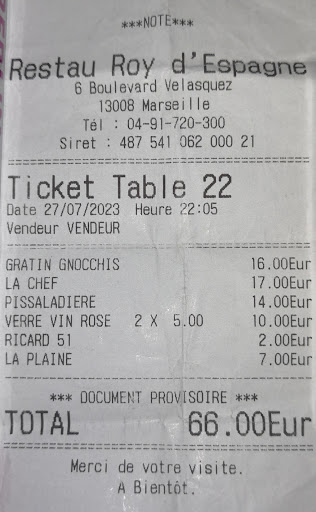 ***NOTE***
Restau Roy d'Espagne
6 Boulevard Velasquez
13008 Marseille
Tél : 04-91-720-300
Siret : 487 541 062 000 21
Ticket Table 22
Date 27/07/2023 Heure 22:05
Vendeur VENDEUR
GRATIN GNOCCHIS 16.00Eur
LA CHEF 17.00Eur
PISSALADIERE 14.00Eur
VERRE VIN ROSE 2 X 5.00 10.00Eur
RICARD 51 2.00Eur
LA PLAINE 7.00Eur
*** DOCUMENT PROVISOIRE ***
TOTAL 66.00Eur
Merci de votre visite.
A Bientôt.